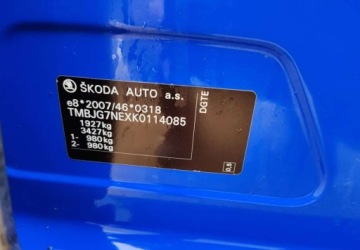 ŠKODA AUTO a.s.
e8*2007/46*0318
TMBJG7NEXK0114085
1927kg
3427kg
1- 980kg
2- 980kg
DGTE
0,5